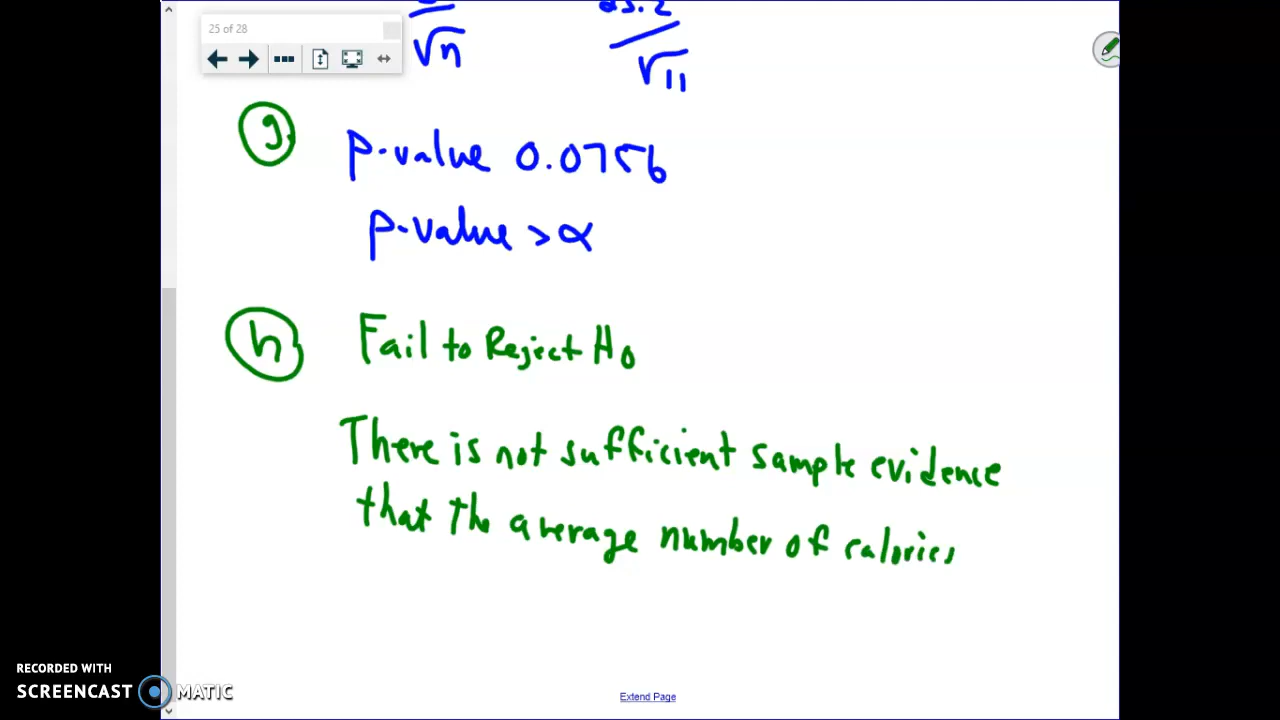 25 of 28
√n
√11
g
p-value 0.0756
p-value > α
h
Fail to Reject H0
There is not sufficient sample evidence
that the average number of calories
RECORDED WITH
SCREENCAST MATIC
Extend Page